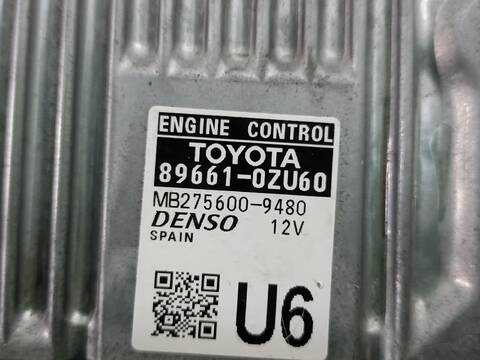 ENGINE CONTROL
TOYOTA
89661-0ZU60
MB275600-9480
DENSO 12V
SPAIN
U6